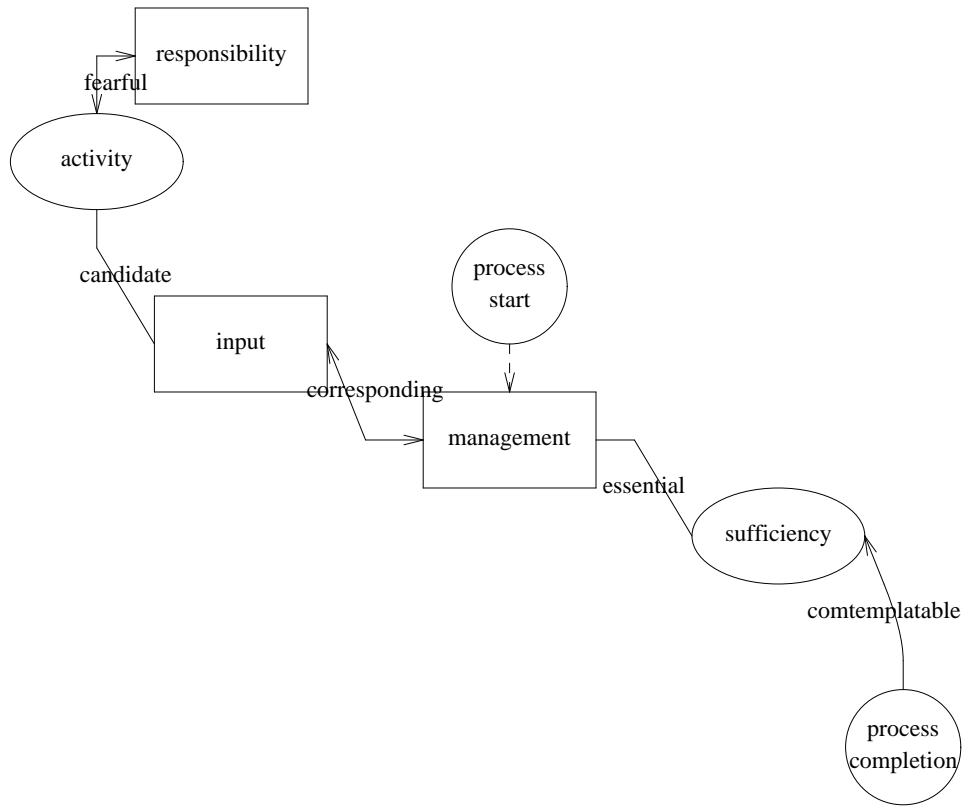 responsibility
fearful
activity
process
start
candidate
input
corresponding
management
essential
sufficiency
comtemplatable
process
completion